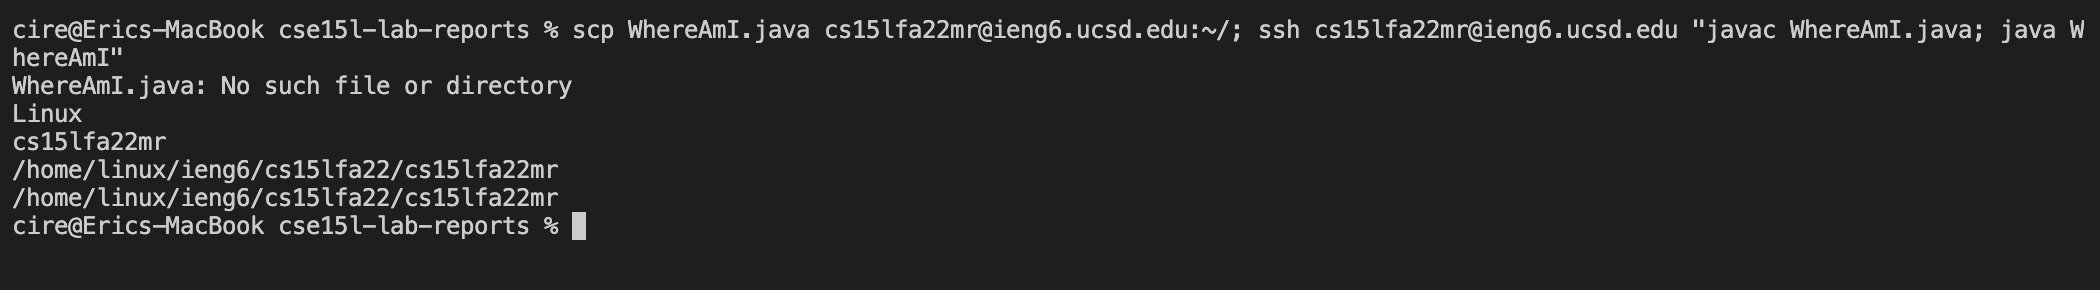 cire@Erics-MacBook cse15l-lab-reports % scp WhereAmI.java cs15lfa22mr@ieng6.ucsd.edu:~/; ssh cs15lfa22mr@ieng6.ucsd.edu "javac WhereAmI.java; java W
hereAmI"
WhereAmI.java: No such file or directory
Linux
cs15lfa22mr
/home/linux/ieng6/cs15lfa22/cs15lfa22mr
/home/linux/ieng6/cs15lfa22/cs15lfa22mr
cire@Erics-MacBook cse15l-lab-reports %